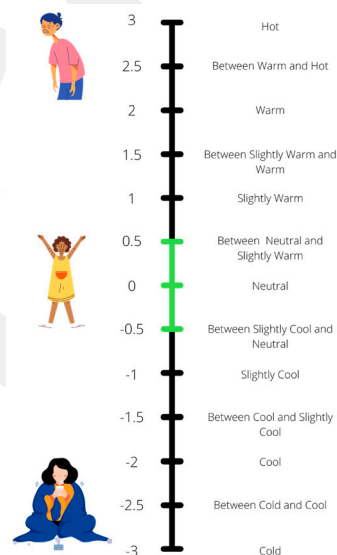 3 Hot
2.5 Between Warm and Hot
2 Warm
1.5 Between Slightly Warm and
Warm
1 Slightly Warm
0.5 Between Neutral and
Slightly Warm
0 Neutral
-0.5 Between Slightly Cool and
Neutral
-1 Slightly Cool
-1.5 Between Cool and Slightly
Cool
-2 Cool
-2.5 Between Cold and Cool
-3 Cold